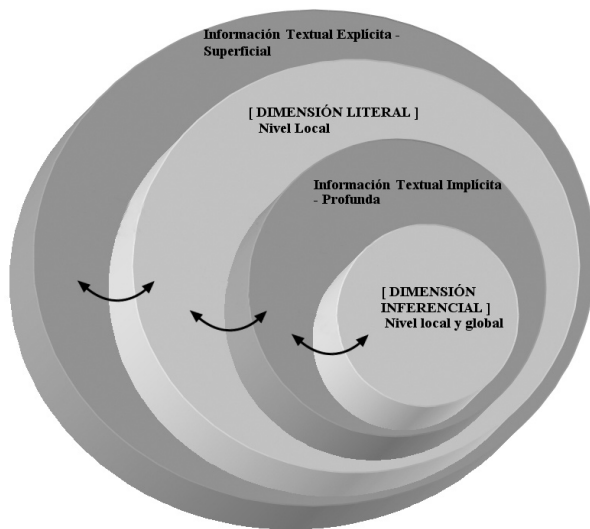 Información Textual Explícita -
Superficial
[ DIMENSIÓN LITERAL ]
Nivel Local
Información Textual Implícita
- Profunda
[ DIMENSIÓN
INFERENCIAL ]
Nivel local y global